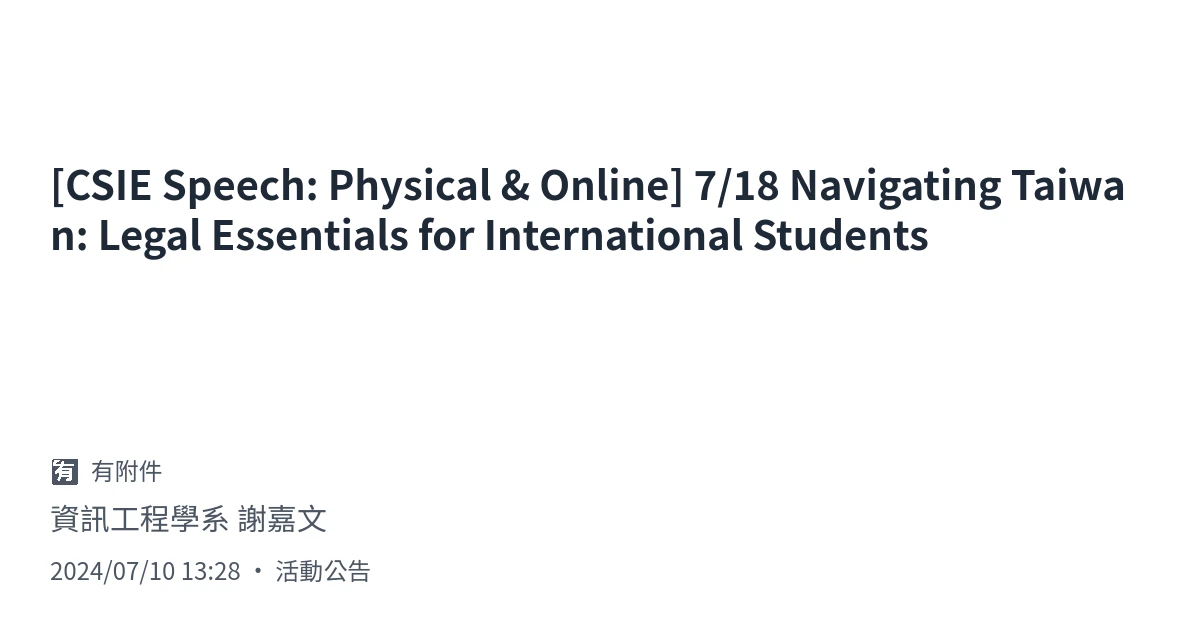 [CSIE Speech: Physical & Online] 7/18 Navigating Taiwa
n: Legal Essentials for International Students
有 有附件
資訊工程學系 謝嘉文
2024/07/10 13:28 • 活動公告